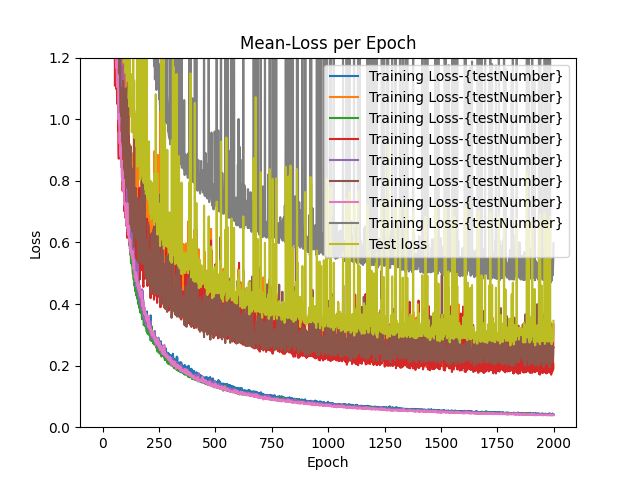 Mean-Loss per Epoch
1.2
1.0
0.8
0.6
0.4
0.2
0.0
Loss
Training Loss-{testNumber}
Training Loss-{testNumber}
Training Loss-{testNumber}
Training Loss-{testNumber}
Training Loss-{testNumber}
Training Loss-{testNumber}
Training Loss-{testNumber}
Training Loss-{testNumber}
Test loss
0 250 500 750 1000 1250 1500 1750 2000
Epoch